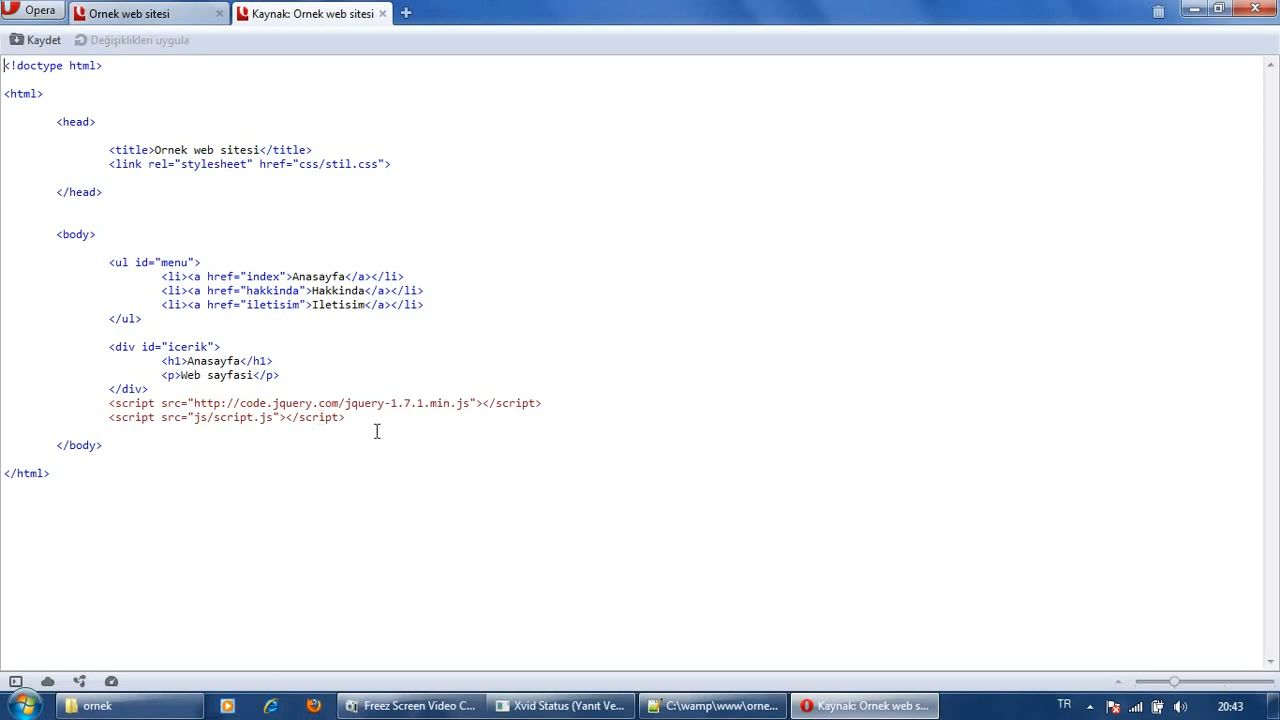 Opera
Ornek web sitesi
Kaynak: Ornek web sitesi
Kaydet
Değişiklikleri uygula
<!doctype html>
<html>
<head>
<title>Ornek web sitesi</title>
<link rel="stylesheet" href="css/stil.css">
</head>
<body>
<ul id="menu">
<li><a href="index">Anasayfa</a></li>
<li><a href="hakkinda">Hakkinda</a></li>
<li><a href="iletisim">Iletisim</a></li>
</ul>
<div id="icerik">
<h1>Anasayfa</h1>
<p>Web sayfasi</p>
</div>
<script src="http://code.jquery.com/jquery-1.7.1.min.js"></script>
<script src="js/script.js"></script>
</body>
</html>
ornek
Freez Screen Video C...
Xvid Status (Yanıt Ve...
C:\wamp\www\orne...
Kaynak: Ornek web s...
TR
20:43